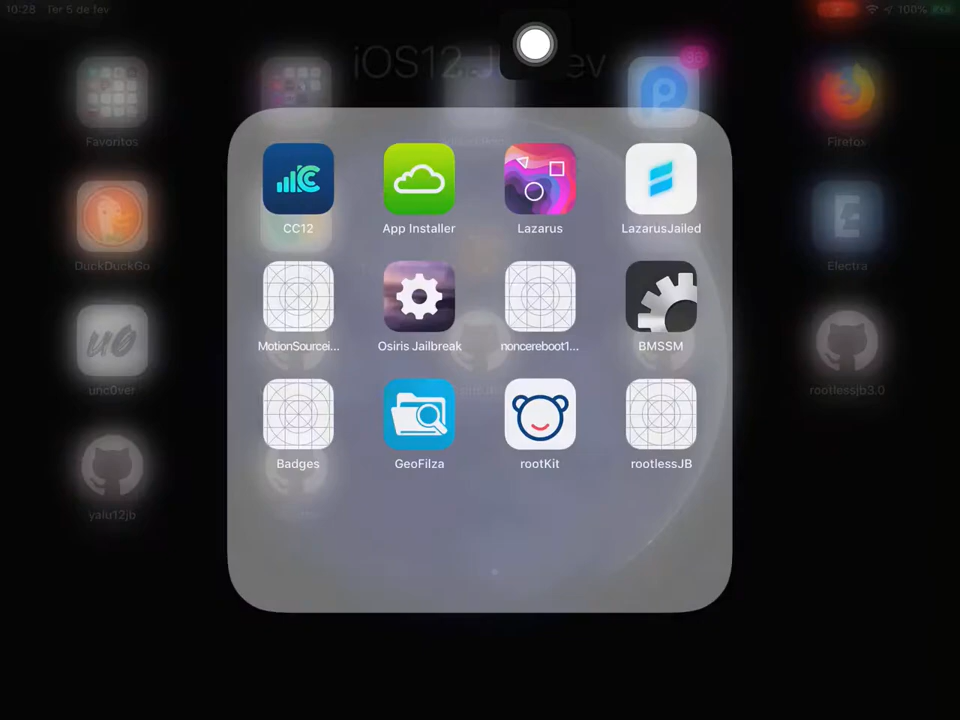 10:28 Ter 5 de fev
100%
iOS12
Favoritos
Firefox
CC12
App Installer
Lazarus
LazarusJailed
DuckDuckGo
Electra
MotionSourcei...
Osiris Jailbreak
noncereboot1...
BMSSM
unc0ver
rootlessjb3.0
Badges
GeoFilza
rootKit
rootlessJB
yalu12jb